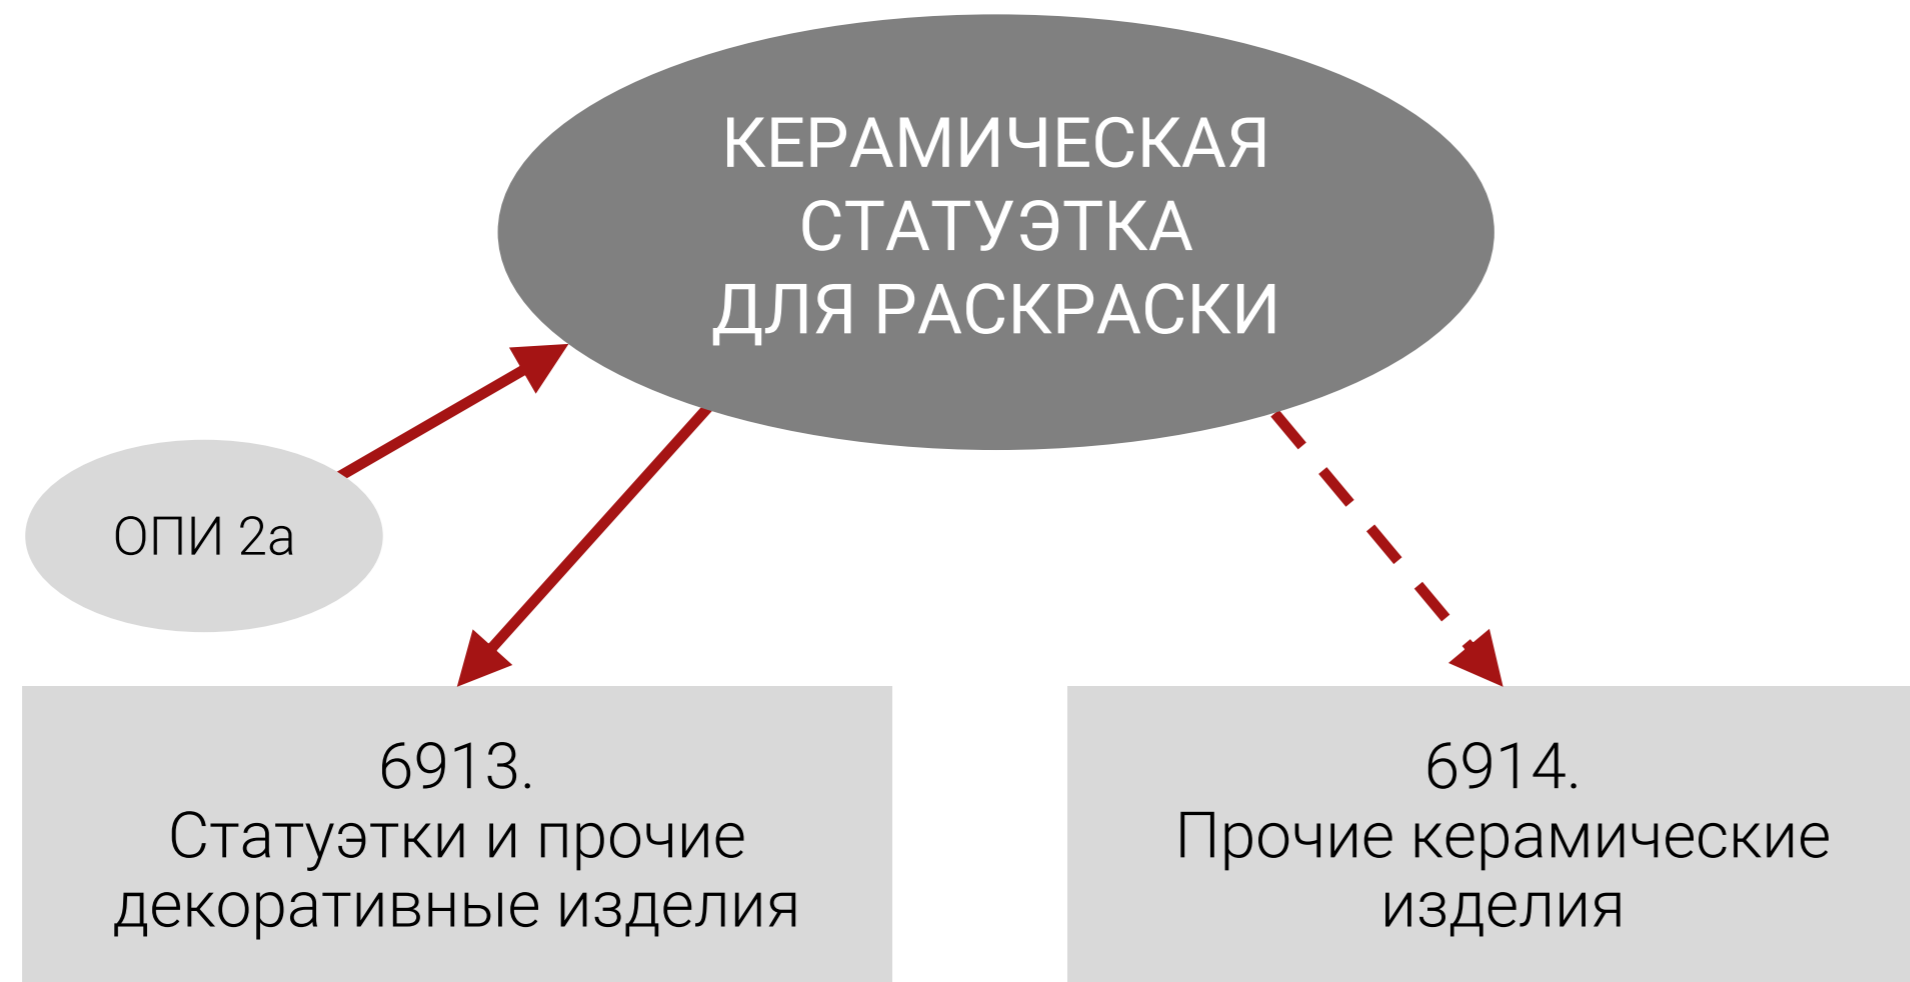 КЕРАМИЧЕСКАЯ
СТАТУЭТКА
ДЛЯ РАСКРАСКИ
ОПИ 2а
6913.
Статуэтки и прочие
декоративные изделия
6914.
Прочие керамические
изделия